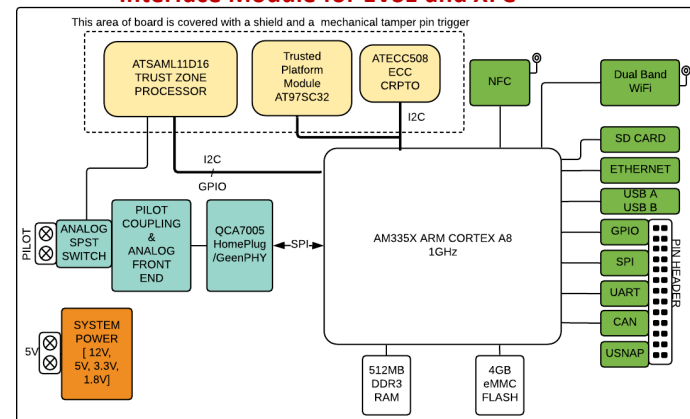 Interface Module for EVSE and XFC
This area of board is covered with a shield and a mechanical tamper pin trigger
ATSAML11D16
TRUST ZONE
PROCESSOR
Trusted
Platform
Module
AT97SC32
ATECC508
ECC
CRPTO
NFC
Dual Band
WiFi
I2C
SD CARD
I2C
GPIO
ETHERNET
USB A
USB B
PILOT
ANALOG
SPST
SWITCH
PILOT
COUPLING
&
ANALOG
FRONT
END
QCA7005
HomePlug
/GeenPHY
SPI
AM335X ARM CORTEX A8
1GHz
GPIO
SPI
UART
CAN
USNAP
PIN HEADER
5V
SYSTEM
POWER
[ 12V,
5V, 3.3V,
1.8V]
512MB
DDR3
RAM
4GB
eMMC
FLASH